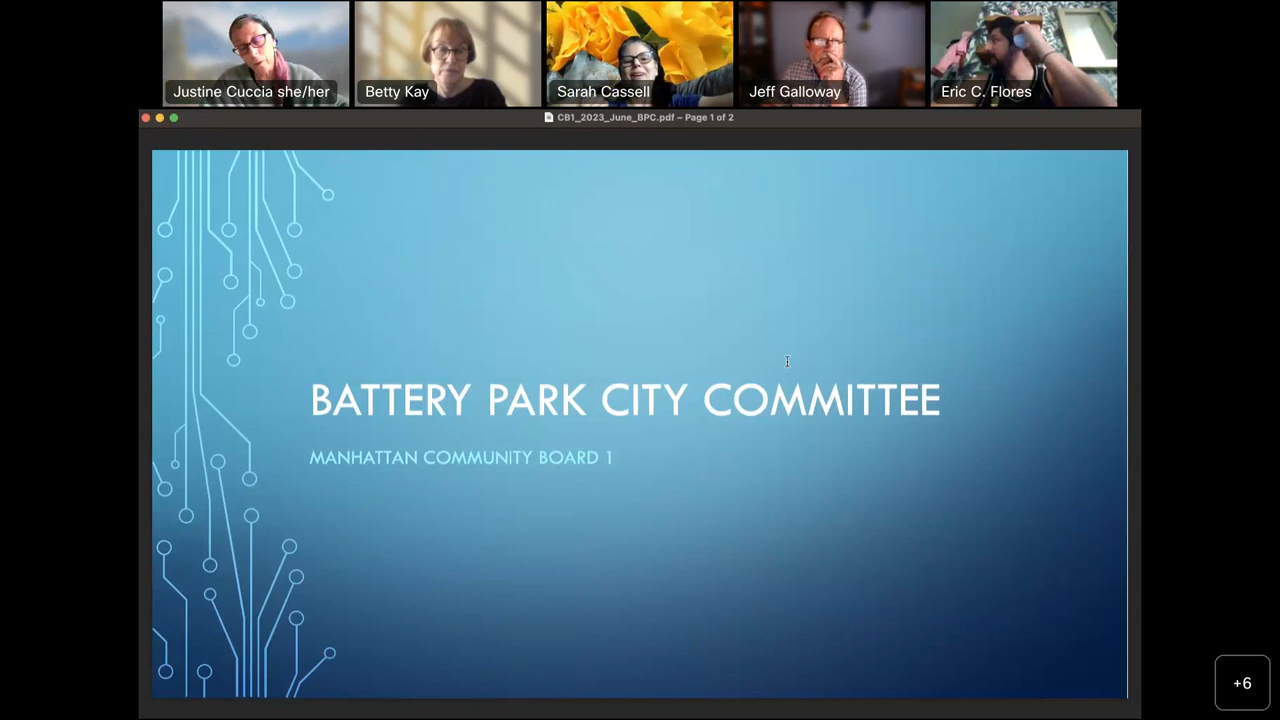 Justine Cuccia she/her
Betty Kay
Sarah Cassell
Jeff Galloway
Eric C. Flores
CB1_2023_June_BPC.pdf – Page 1 of 2
BATTERY PARK CITY COMMITTEE
MANHATTAN COMMUNITY BOARD 1
+6